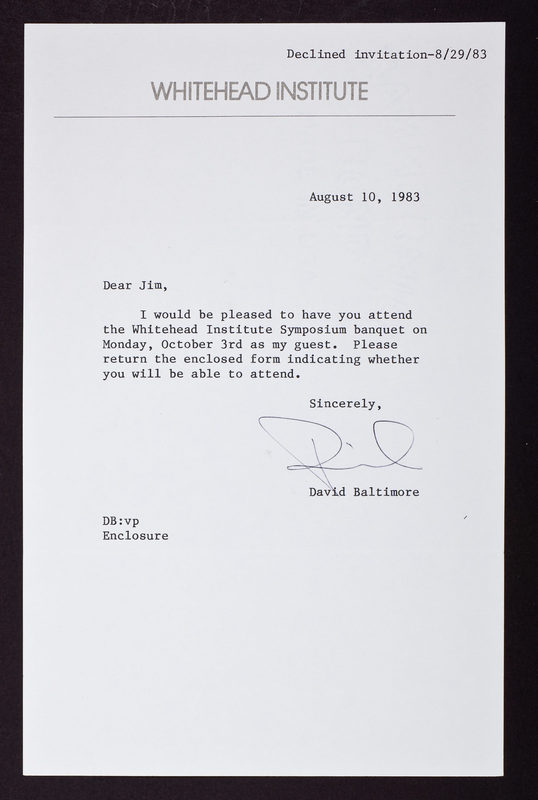 Declined invitation-8/29/83
WHITEHEAD INSTITUTE
August 10, 1983
Dear Jim,
I would be pleased to have you attend
the Whitehead Institute Symposium banquet on
Monday, October 3rd as my guest. Please
return the enclosed form indicating whether
you will be able to attend.
Sincerely,
David Baltimore
DB:vp
Enclosure